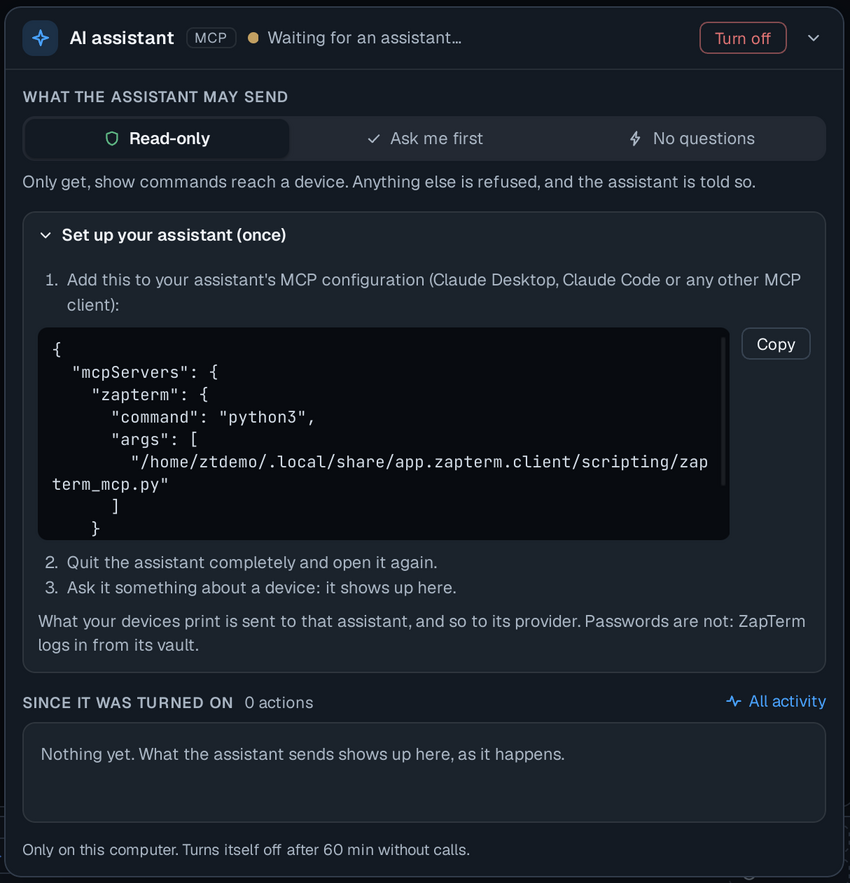 AI assistant MCP Waiting for an assistant… Turn off
WHAT THE ASSISTANT MAY SEND
Read-only Ask me first No questions
Only get, show commands reach a device. Anything else is refused, and the assistant is told so.
Set up your assistant (once)
1. Add this to your assistant's MCP configuration (Claude Desktop, Claude Code or any other MCP
client):
Copy
{
  "mcpServers": {
    "zapterm": {
      "command": "python3",
      "args": [
        "/home/ztdemo/.local/share/app.zapterm.client/scripting/zap
term_mcp.py"
      ]
    }
2. Quit the assistant completely and open it again.
3. Ask it something about a device: it shows up here.
What your devices print is sent to that assistant, and so to its provider. Passwords are not: ZapTerm
logs in from its vault.
SINCE IT WAS TURNED ON 0 actions All activity
Nothing yet. What the assistant sends shows up here, as it happens.
Only on this computer. Turns itself off after 60 min without calls.